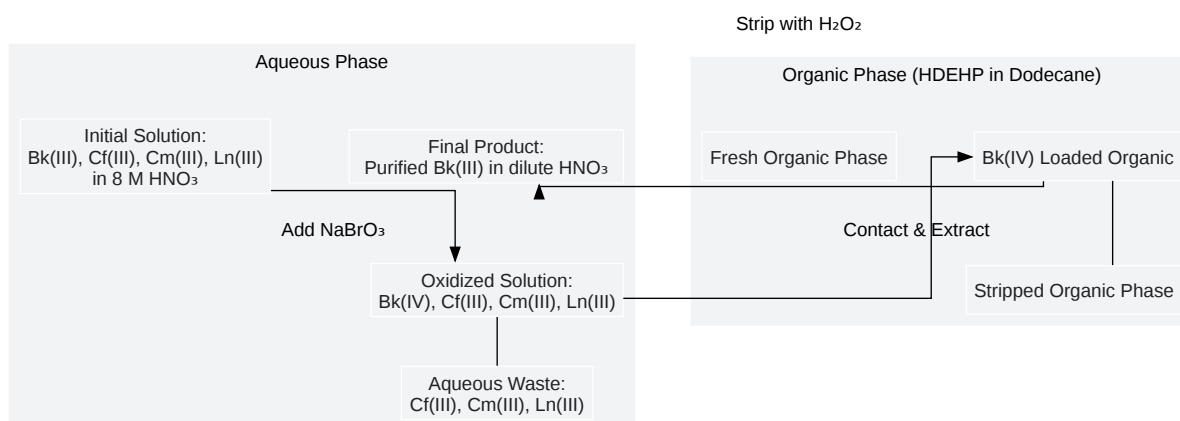 Strip with H₂O₂
Aqueous Phase
Initial Solution:
Bk(III), Cf(III), Cm(III), Ln(III)
in 8 M HNO₃
Final Product:
Purified Bk(III) in dilute HNO₃
Add NaBrO₃
Oxidized Solution:
Bk(IV), Cf(III), Cm(III), Ln(III)
Aqueous Waste:
Cf(III), Cm(III), Ln(III)
Organic Phase (HDEHP in Dodecane)
Fresh Organic Phase
Bk(IV) Loaded Organic
Contact & Extract
Stripped Organic Phase